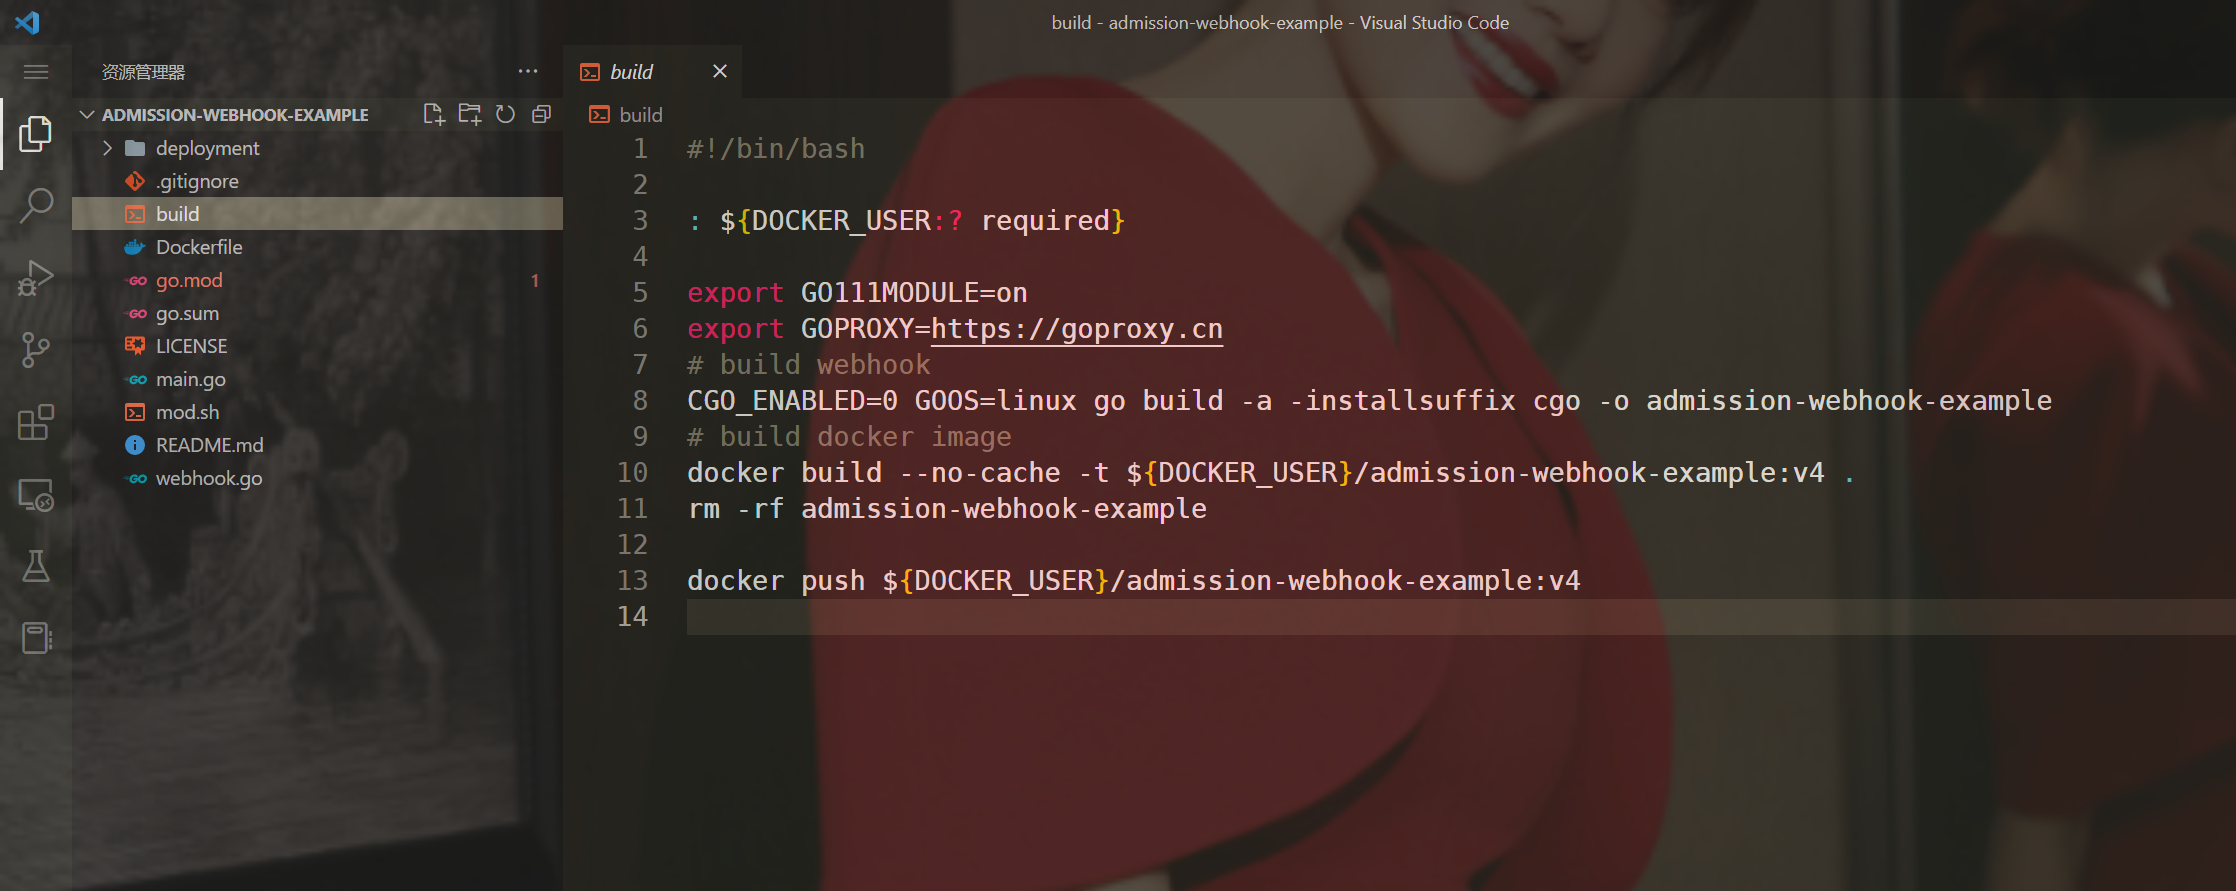 build - admission-webhook-example - Visual Studio Code
资源管理器
ADMISSION-WEBHOOK-EXAMPLE
deployment
.gitignore
build
Dockerfile
go.mod 1
go.sum
LICENSE
main.go
mod.sh
README.md
webhook.go
build
build
1 #!/bin/bash
2
3 : ${DOCKER_USER:? required}
4
5 export GO111MODULE=on
6 export GOPROXY=https://goproxy.cn
7 # build webhook
8 CGO_ENABLED=0 GOOS=linux go build -a -installsuffix cgo -o admission-webhook-example
9 # build docker image
10 docker build --no-cache -t ${DOCKER_USER}/admission-webhook-example:v4 .
11 rm -rf admission-webhook-example
12
13 docker push ${DOCKER_USER}/admission-webhook-example:v4
14